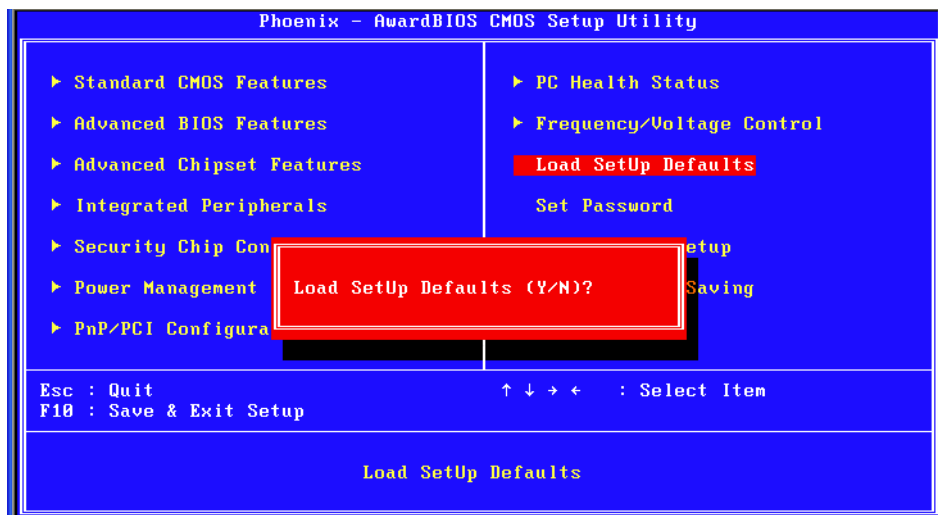 Phoenix - AwardBIOS CMOS Setup Utility
► Standard CMOS Features
► Advanced BIOS Features
► Advanced Chipset Features
► Integrated Peripherals
► Security Chip Con
► Power Management
► PnP/PCI Configura
► PC Health Status
► Frequency/Voltage Control
Load SetUp Defaults
Set Password
etup
Saving
Load SetUp Defaults (Y/N)?
Esc : Quit
F10 : Save & Exit Setup
↑ ↓ → ← : Select Item
Load SetUp Defaults